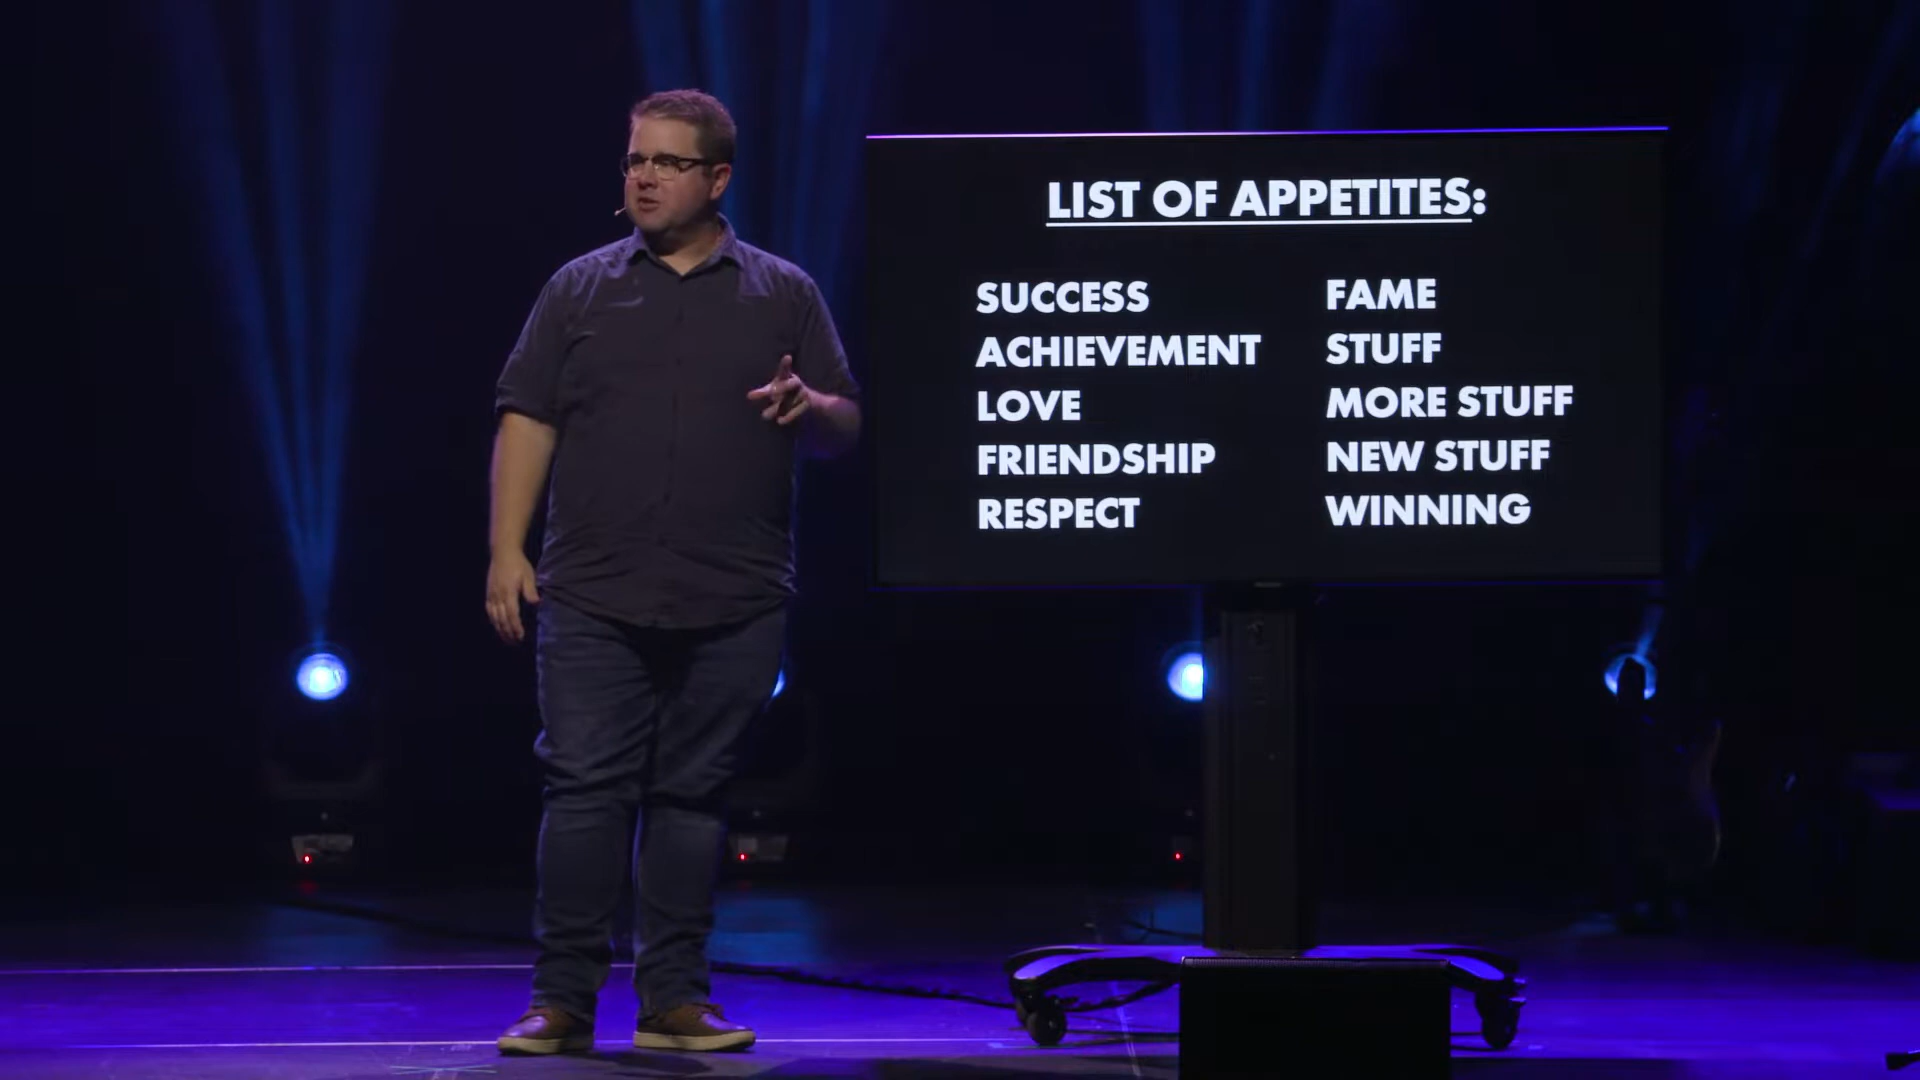 LIST OF APPETITES:
SUCCESS
ACHIEVEMENT
LOVE
FRIENDSHIP
RESPECT
FAME
STUFF
MORE STUFF
NEW STUFF
WINNING